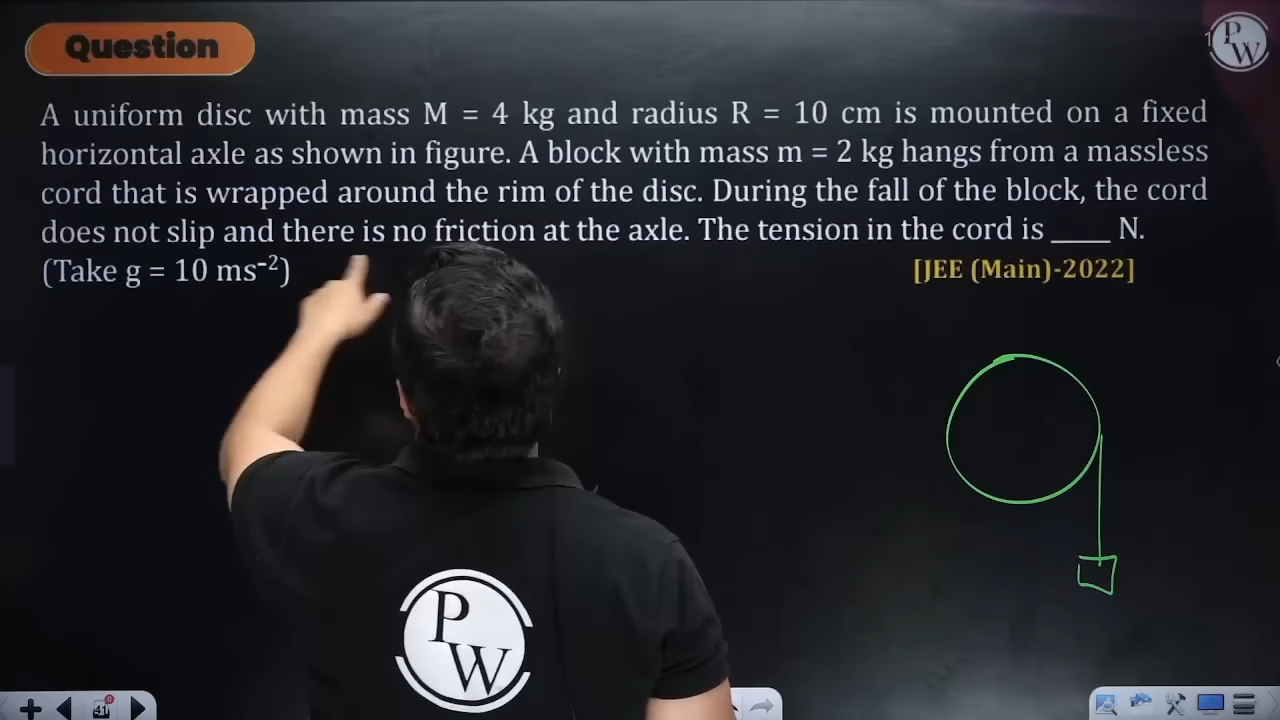 Question
PW
A uniform disc with mass M = 4 kg and radius R = 10 cm is mounted on a fixed
horizontal axle as shown in figure. A block with mass m = 2 kg hangs from a massless
cord that is wrapped around the rim of the disc. During the fall of the block, the cord
does not slip and there is no friction at the axle. The tension in the cord is ____ N.
(Take g = 10 ms⁻²)
[JEE (Main)-2022]
PW
41